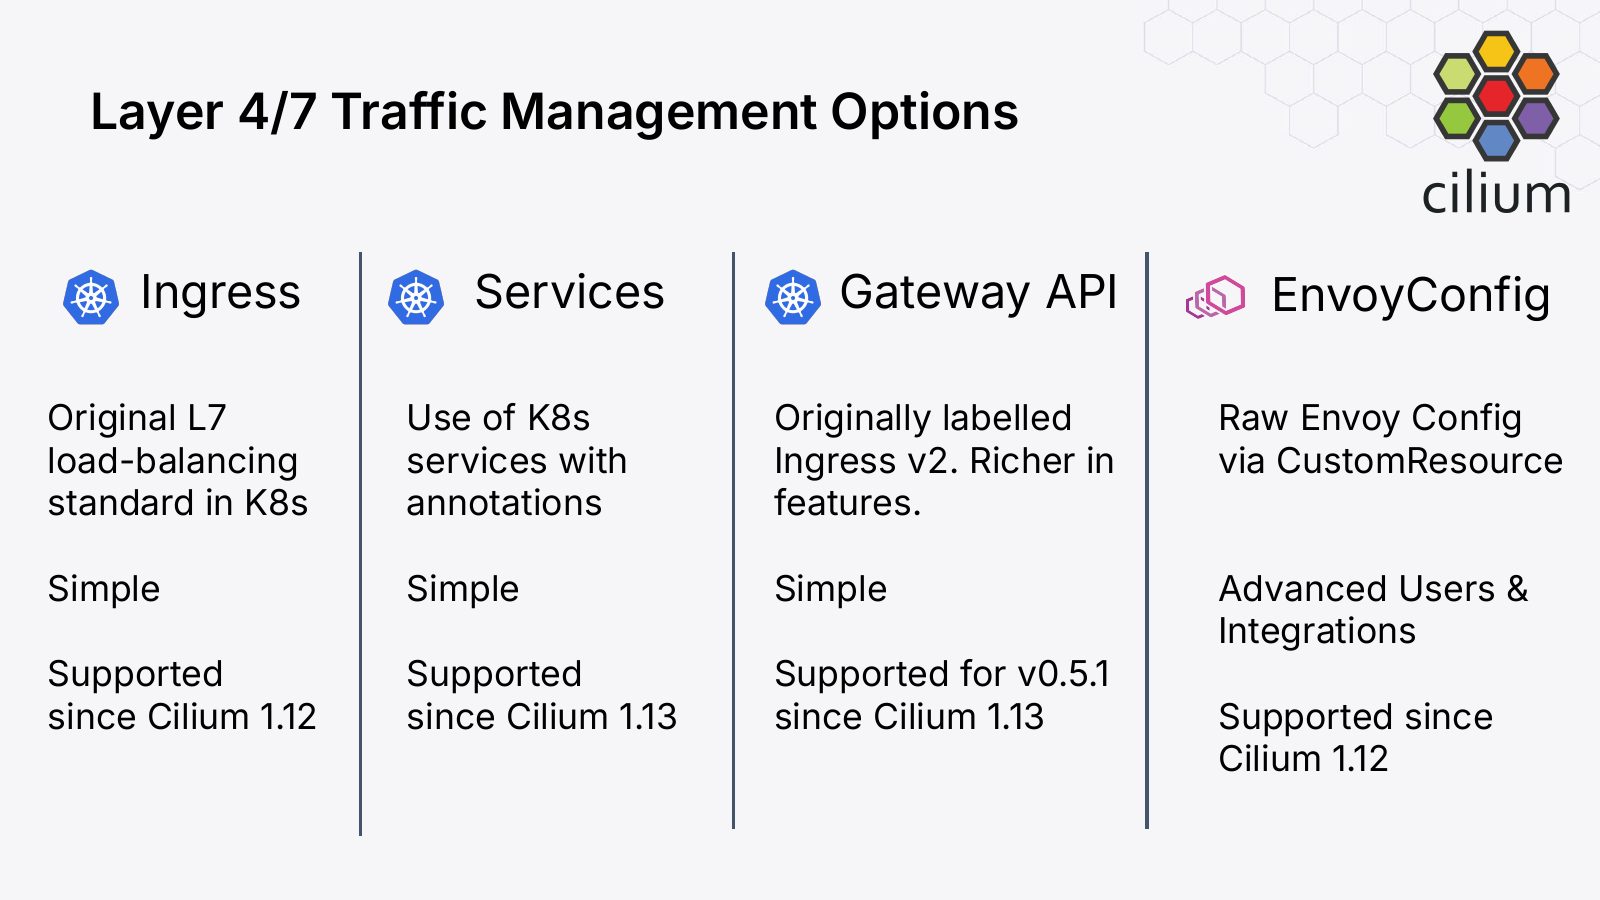 Layer 4/7 Traffic Management Options
cilium
Ingress
Original L7
load-balancing
standard in K8s
Simple
Supported
since Cilium 1.12
Services
Use of K8s
services with
annotations
Simple
Supported
since Cilium 1.13
Gateway API
Originally labelled
Ingress v2. Richer in
features.
Simple
Supported for v0.5.1
since Cilium 1.13
EnvoyConfig
Raw Envoy Config
via CustomResource
Advanced Users &
Integrations
Supported since
Cilium 1.12